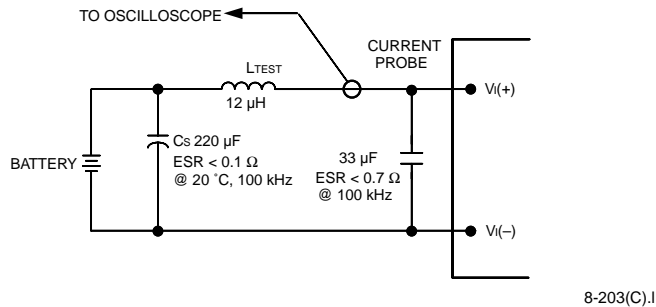 TO OSCILLOSCOPE
CURRENT
PROBE
LTEST
12 μH
VI(+)
CS 220 μF
ESR < 0.1 Ω
@ 20 ˚C, 100 kHz
BATTERY
33 μF
ESR < 0.7 Ω
@ 100 kHz
VI(–)
8-203(C).l